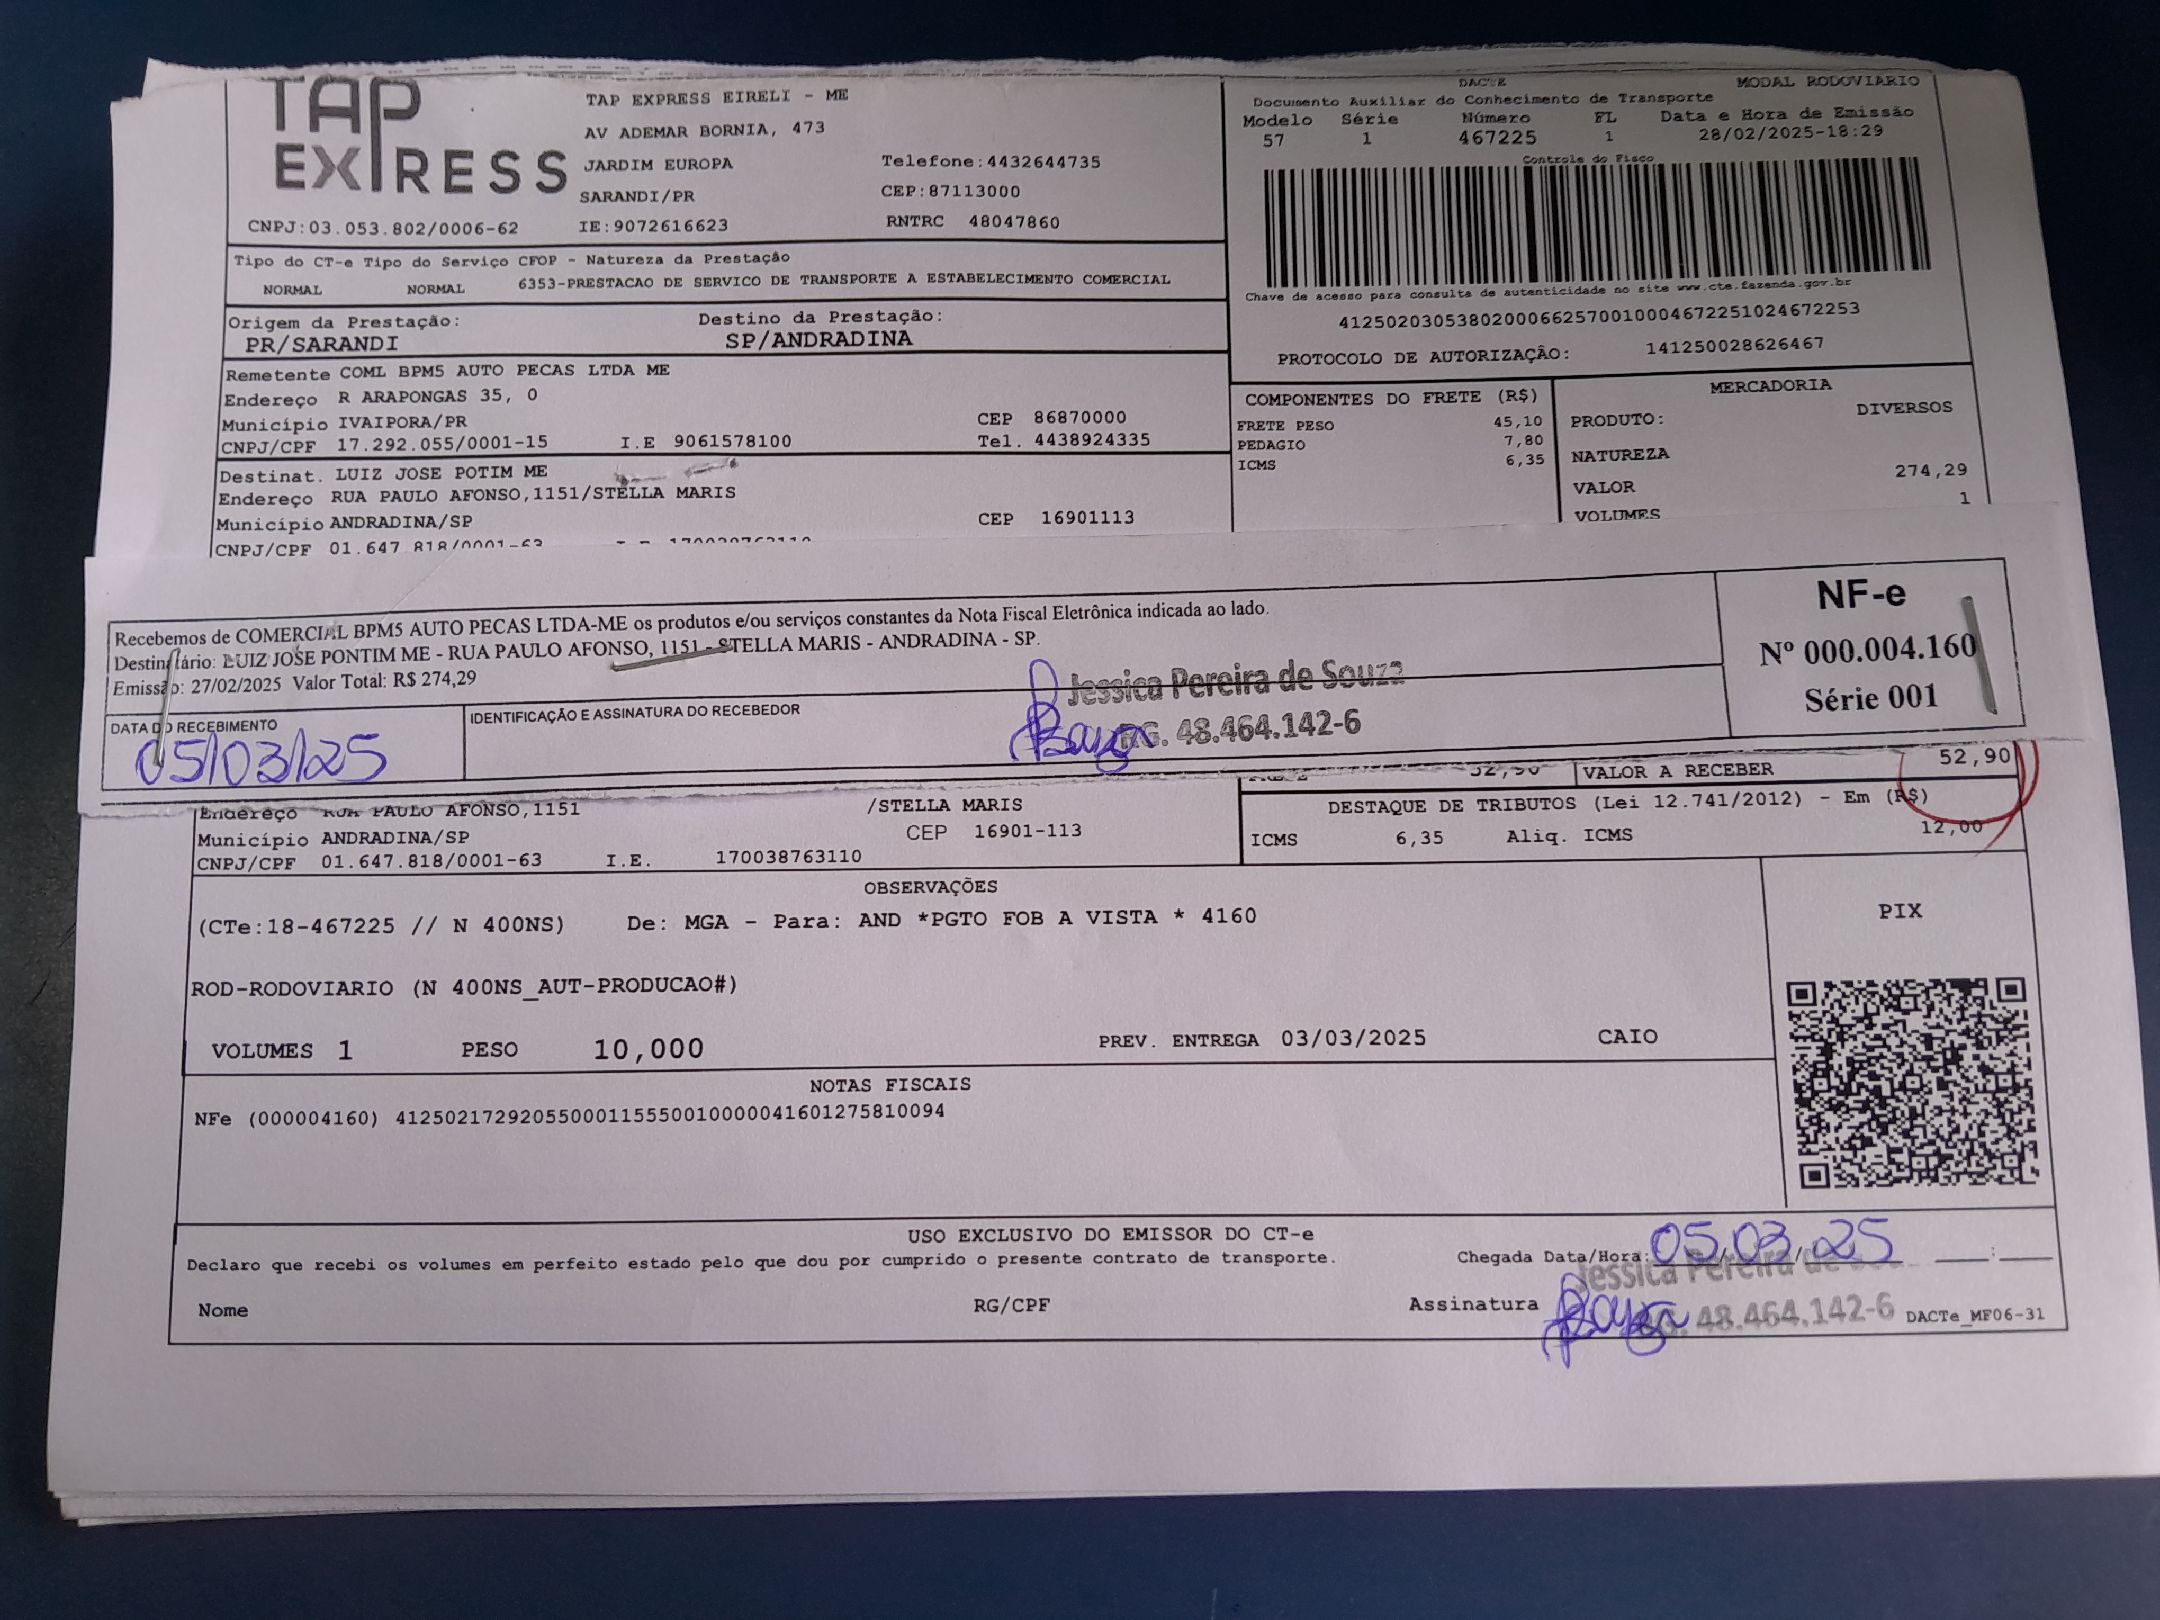 TAP EXPRESS
TAP EXPRESS EIRELI - ME
AV ADEMAR BORNIA, 473
JARDIM EUROPA Telefone:4432644735
SARANDI/PR CEP:87113000
CNPJ:03.053.802/0006-62 IE:9072616623 RNTRC 48047860
DACTE MODAL RODOVIARIO
Documento Auxiliar do Conhecimento de Transporte
Modelo Série Número FL Data e Hora de Emissão
57 1 467225 1 28/02/2025-18:29
Controle do Fisco
Chave de acesso para consulta de autenticidade no site www.cte.fazenda.gov.br
41250203053802000662570010004672251024672253
PROTOCOLO DE AUTORIZAÇÃO: 141250028626467
Tipo do CT-e Tipo do Serviço CFOP - Natureza da Prestação
NORMAL NORMAL 6353-PRESTACAO DE SERVICO DE TRANSPORTE A ESTABELECIMENTO COMERCIAL
Origem da Prestação: Destino da Prestação:
PR/SARANDI SP/ANDRADINA
Remetente COML BPM5 AUTO PECAS LTDA ME
Endereço R ARAPONGAS 35, 0
Município IVAIPORA/PR CEP 86870000
CNPJ/CPF 17.292.055/0001-15 I.E 9061578100 Tel. 4438924335
Destinat. LUIZ JOSE POTIM ME
Endereço RUA PAULO AFONSO,1151/STELLA MARIS
Município ANDRADINA/SP CEP 16901113
CNPJ/CPF 01.647.818/0001-63
COMPONENTES DO FRETE (R$)
FRETE PESO 45,10
PEDAGIO 7,80
ICMS 6,35
MERCADORIA
PRODUTO: DIVERSOS
NATUREZA
VALOR 274,29
VOLUMES 1
Recebemos de COMERCIAL BPM5 AUTO PECAS LTDA-ME os produtos e/ou serviços constantes da Nota Fiscal Eletrônica indicada ao lado.
Destinatário: LUIZ JOSE PONTIM ME - RUA PAULO AFONSO, 1151 - STELLA MARIS - ANDRADINA - SP.
Emissão: 27/02/2025 Valor Total: R$ 274,29
DATA DO RECEBIMENTO
05/03/25
IDENTIFICAÇÃO E ASSINATURA DO RECEBEDOR
Jessica Pereira de Souza
RG. 48.464.142-6
NF-e
Nº 000.004.160
Série 001
52,90 VALOR A RECEBER 52,90
Endereço RUA PAULO AFONSO,1151 /STELLA MARIS
Município ANDRADINA/SP CEP 16901-113
CNPJ/CPF 01.647.818/0001-63 I.E. 170038763110
DESTAQUE DE TRIBUTOS (Lei 12.741/2012) - Em (R$)
ICMS 6,35 Aliq. ICMS 12,00
OBSERVAÇÕES
(CTe:18-467225 // N 400NS) De: MGA - Para: AND *PGTO FOB A VISTA * 4160
ROD-RODOVIARIO (N 400NS_AUT-PRODUCAO#)
VOLUMES 1 PESO 10,000 PREV. ENTREGA 03/03/2025 CAIO
PIX
NOTAS FISCAIS
NFe (000004160) 41250217292055000115550010000041601275810094
USO EXCLUSIVO DO EMISSOR DO CT-e
Declaro que recebi os volumes em perfeito estado pelo que dou por cumprido o presente contrato de transporte.
Chegada Data/Hora: 05/03/25 ___:___
Jessica Pereira de
Nome RG/CPF Assinatura
RG. 48.464.142-6
DACTe_MF06-31